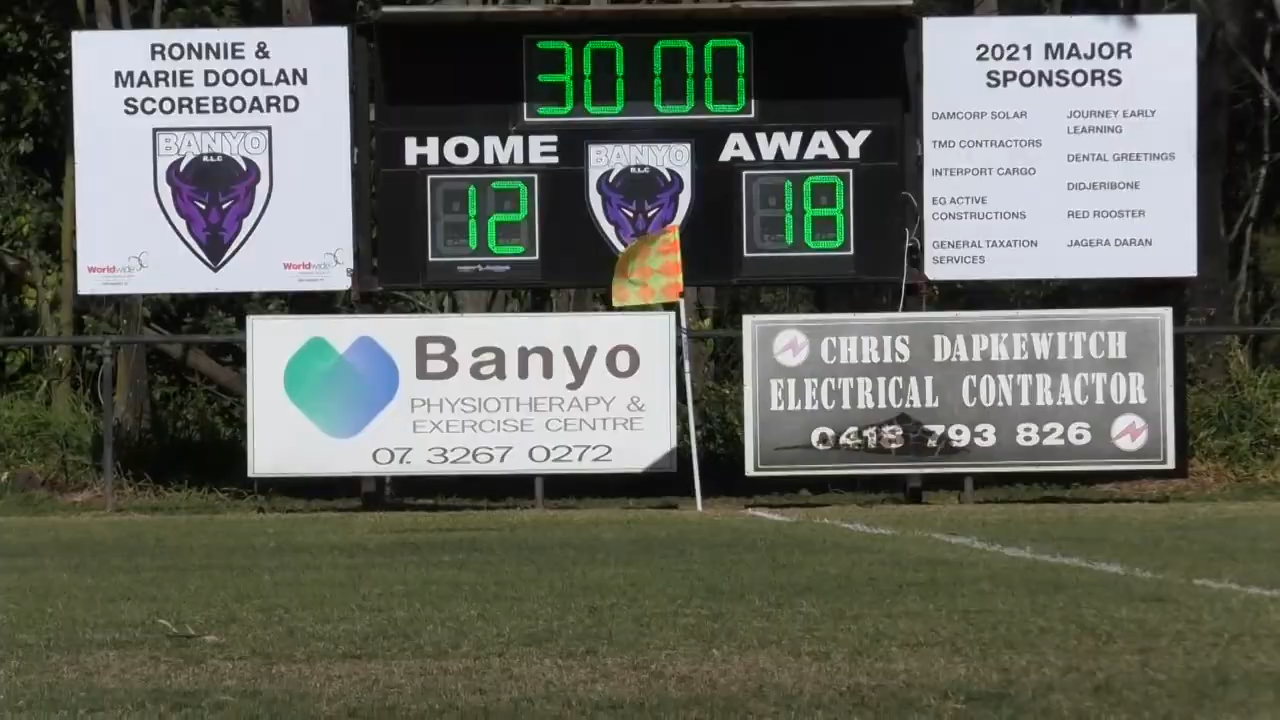 RONNIE &
MARIE DOOLAN
SCOREBOARD
BANYO
R.L.C
Worldwide
Worldwide
30 00
HOME
AWAY
BANYO
R.L.C
12
18
2021 MAJOR
SPONSORS
DAMCORP SOLAR
TMD CONTRACTORS
INTERPORT CARGO
EG ACTIVE
CONSTRUCTIONS
GENERAL TAXATION
SERVICES
JOURNEY EARLY
LEARNING
DENTAL GREETINGS
DIDJERIBONE
RED ROOSTER
JAGERA DARAN
Banyo
PHYSIOTHERAPY &
EXERCISE CENTRE
07. 3267 0272
CHRIS DAPKEWITCH
ELECTRICAL CONTRACTOR
0418 793 826